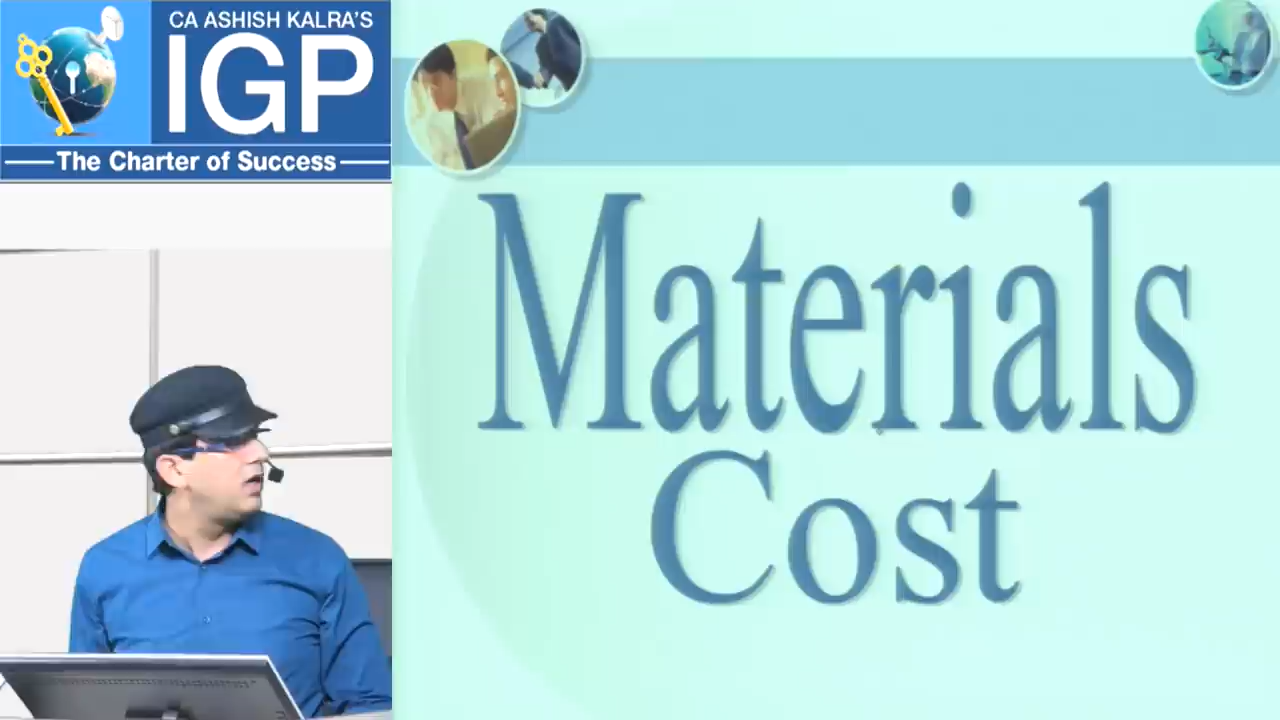 CA ASHISH KALRA'S
IGP
The Charter of Success
Materials
Cost